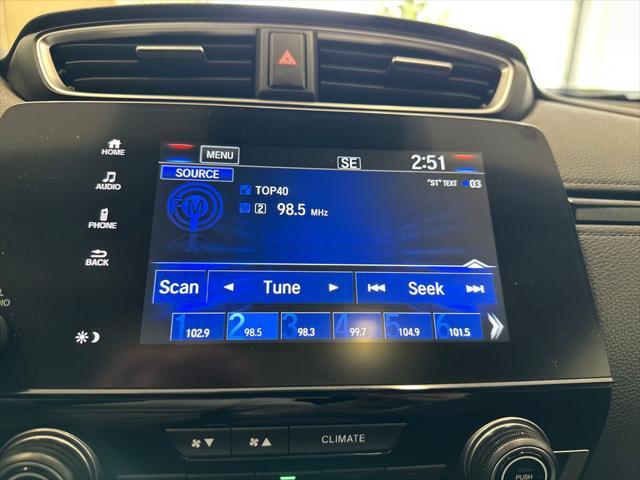 HOME
AUDIO
PHONE
BACK
MENU
SE
2:51
SOURCE
FM
TOP40
"ST" TEXT
03
2
98.5 MHz
Scan
Tune
Seek
1 102.9
2 98.5
3 98.3
4 99.7
5 104.9
6 101.5
CLIMATE
PUSH